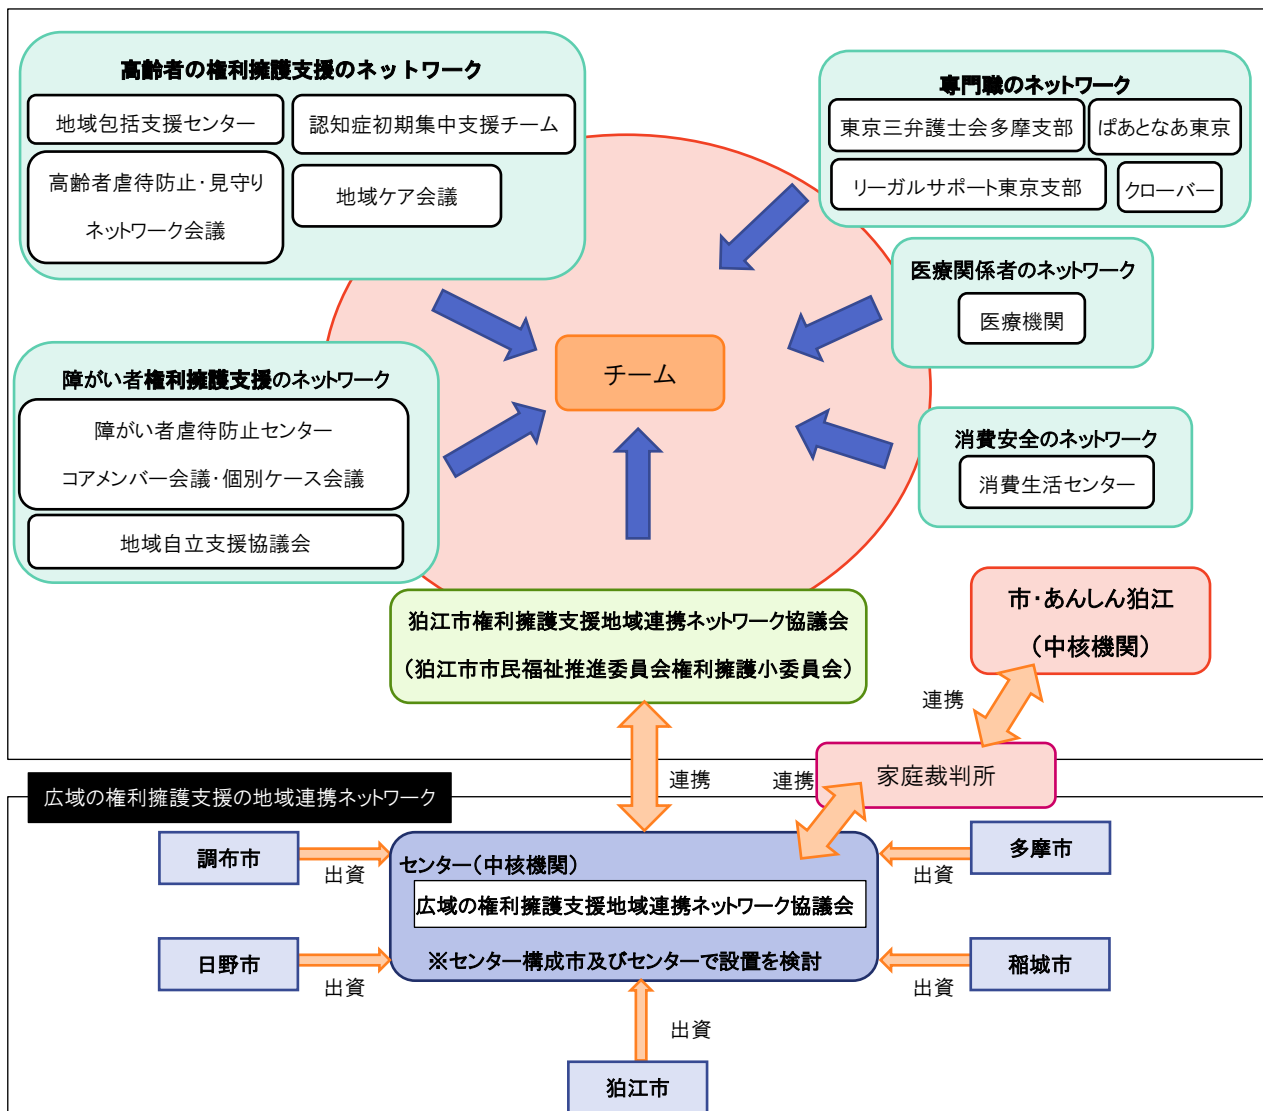 高齢者の権利擁護支援のネットワーク
地域包括支援センター
認知症初期集中支援チーム
高齢者虐待防止・見守り
ネットワーク会議
地域ケア会議
専門職のネットワーク
東京三弁護士会多摩支部
ぱあとなあ東京
リーガルサポート東京支部
クローバー
医療関係者のネットワーク
医療機関
チーム
障がい者権利擁護支援のネットワーク
障がい者虐待防止センター
コアメンバー会議・個別ケース会議
地域自立支援協議会
消費安全のネットワーク
消費生活センター
狛江市権利擁護支援地域連携ネットワーク協議会
（狛江市市民福祉推進委員会権利擁護小委員会）
市・あんしん狛江
（中核機関）
連携
連携
連携
家庭裁判所
広域の権利擁護支援の地域連携ネットワーク
調布市
出資
センター（中核機関）
広域の権利擁護支援地域連携ネットワーク協議会
※センター構成市及びセンターで設置を検討
多摩市
出資
日野市
出資
稲城市
出資
出資
狛江市